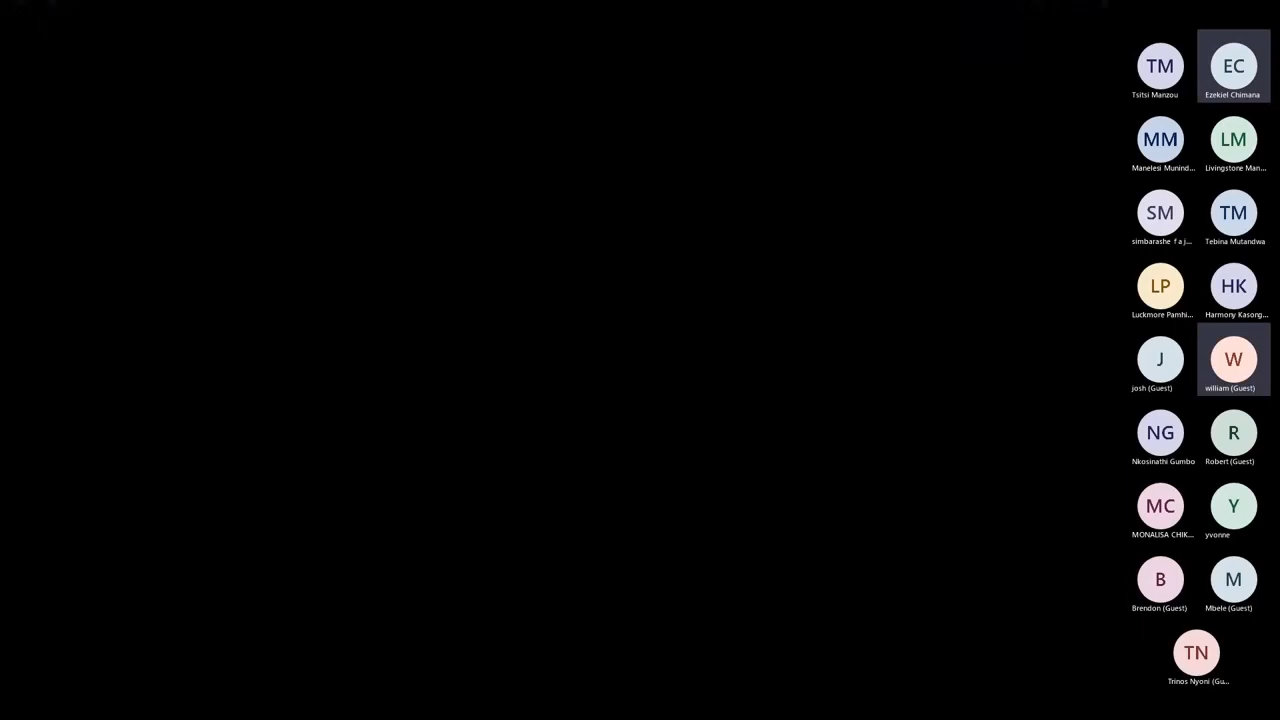 TM EC
Tsitsi Manzou Ezekiel Chimana
MM LM
Manelesi Munind... Livingstone Man...
SM TM
simbarashe f a j... Tebina Mutandwa
LP HK
Luckmore Pamhi... Harmony Kasong...
J W
josh (Guest) william (Guest)
NG R
Nkosinathi Gumbo Robert (Guest)
MC Y
MONALISA CHIK... yvonne
B M
Brendon (Guest) Mbele (Guest)
TN
Trinos Nyoni (Gu...